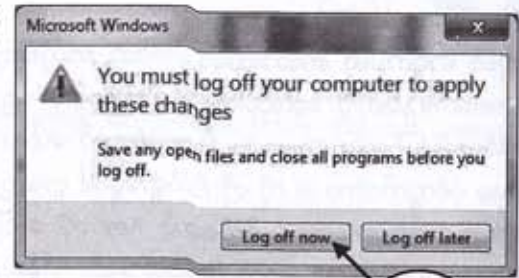 Microsoft Windows
You must log off your computer to apply
these changes
Save any open files and close all programs before you
log off.
Log off now
Log off later